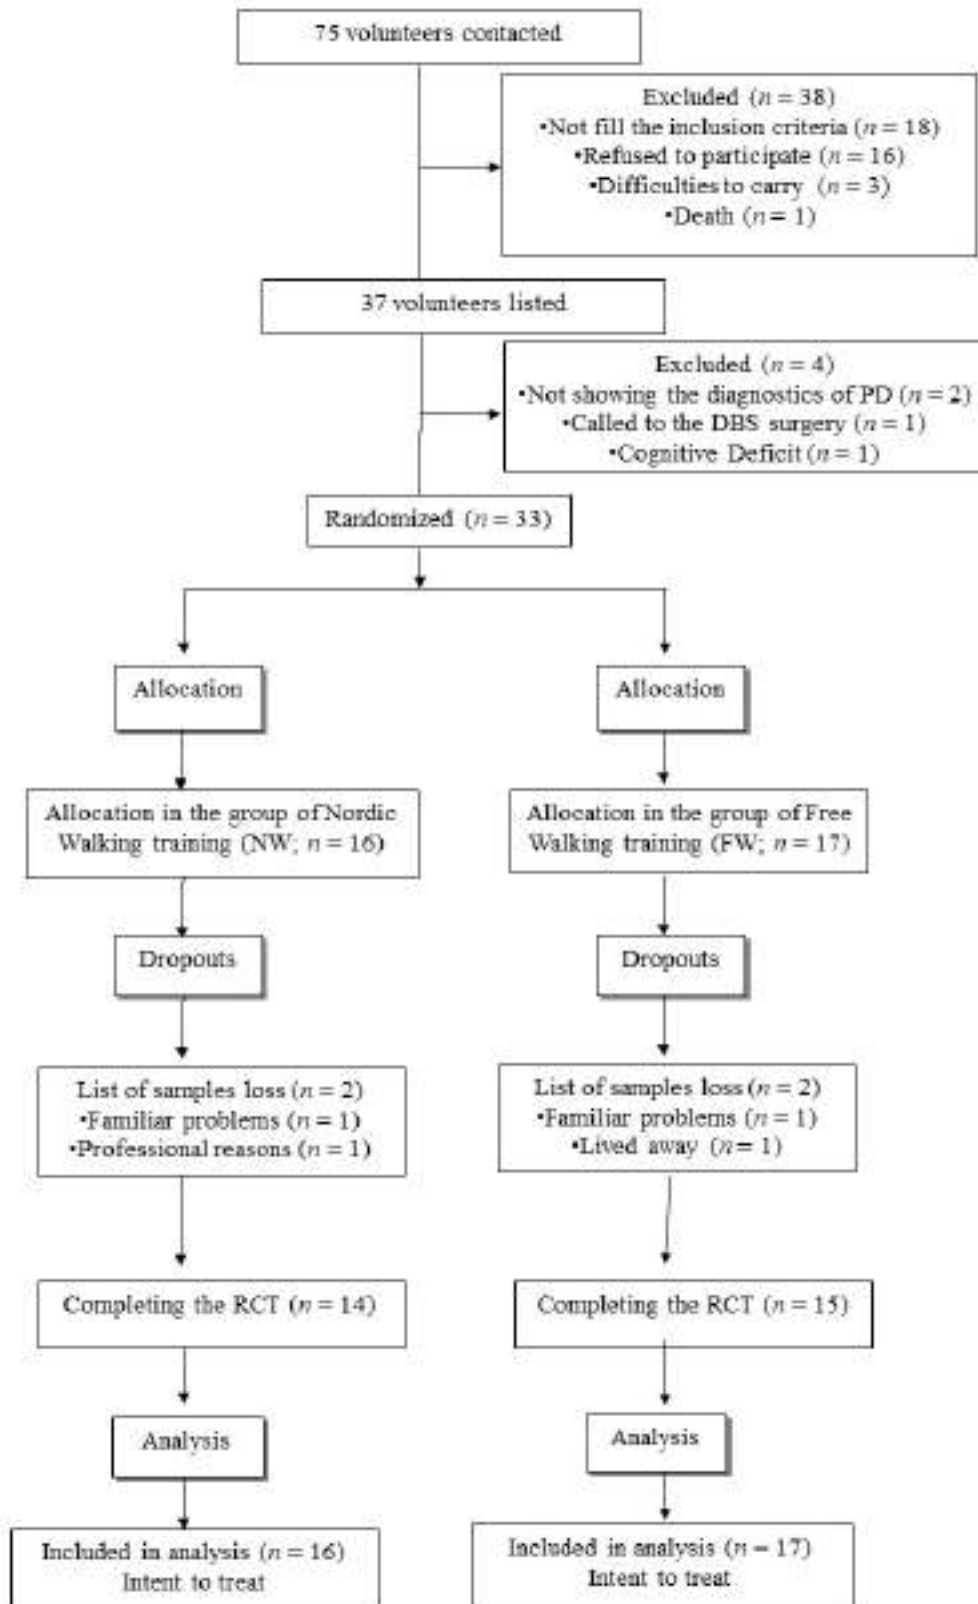 75 volunteers contacted
Excluded (n = 38)
•Not fill the inclusion criteria (n = 18)
•Refused to participate (n = 16)
•Difficulties to carry (n = 3)
•Death (n = 1)
37 volunteers listed
Excluded (n = 4)
•Not showing the diagnostics of PD (n = 2)
•Called to the DBS surgery (n = 1)
•Cognitive Deficit (n = 1)
Randomized (n = 33)
Allocation
Allocation
Allocation in the group of Nordic
Walking training (NW; n = 16)
Allocation in the group of Free
Walking training (FW; n = 17)
Dropouts
Dropouts
List of samples loss (n = 2)
•Familiar problems (n = 1)
•Professional reasons (n = 1)
List of samples loss (n = 2)
•Familiar problems (n = 1)
•Lived away (n = 1)
Completing the RCT (n = 14)
Completing the RCT (n = 15)
Analysis
Analysis
Included in analysis (n = 16)
Intent to treat
Included in analysis (n = 17)
Intent to treat